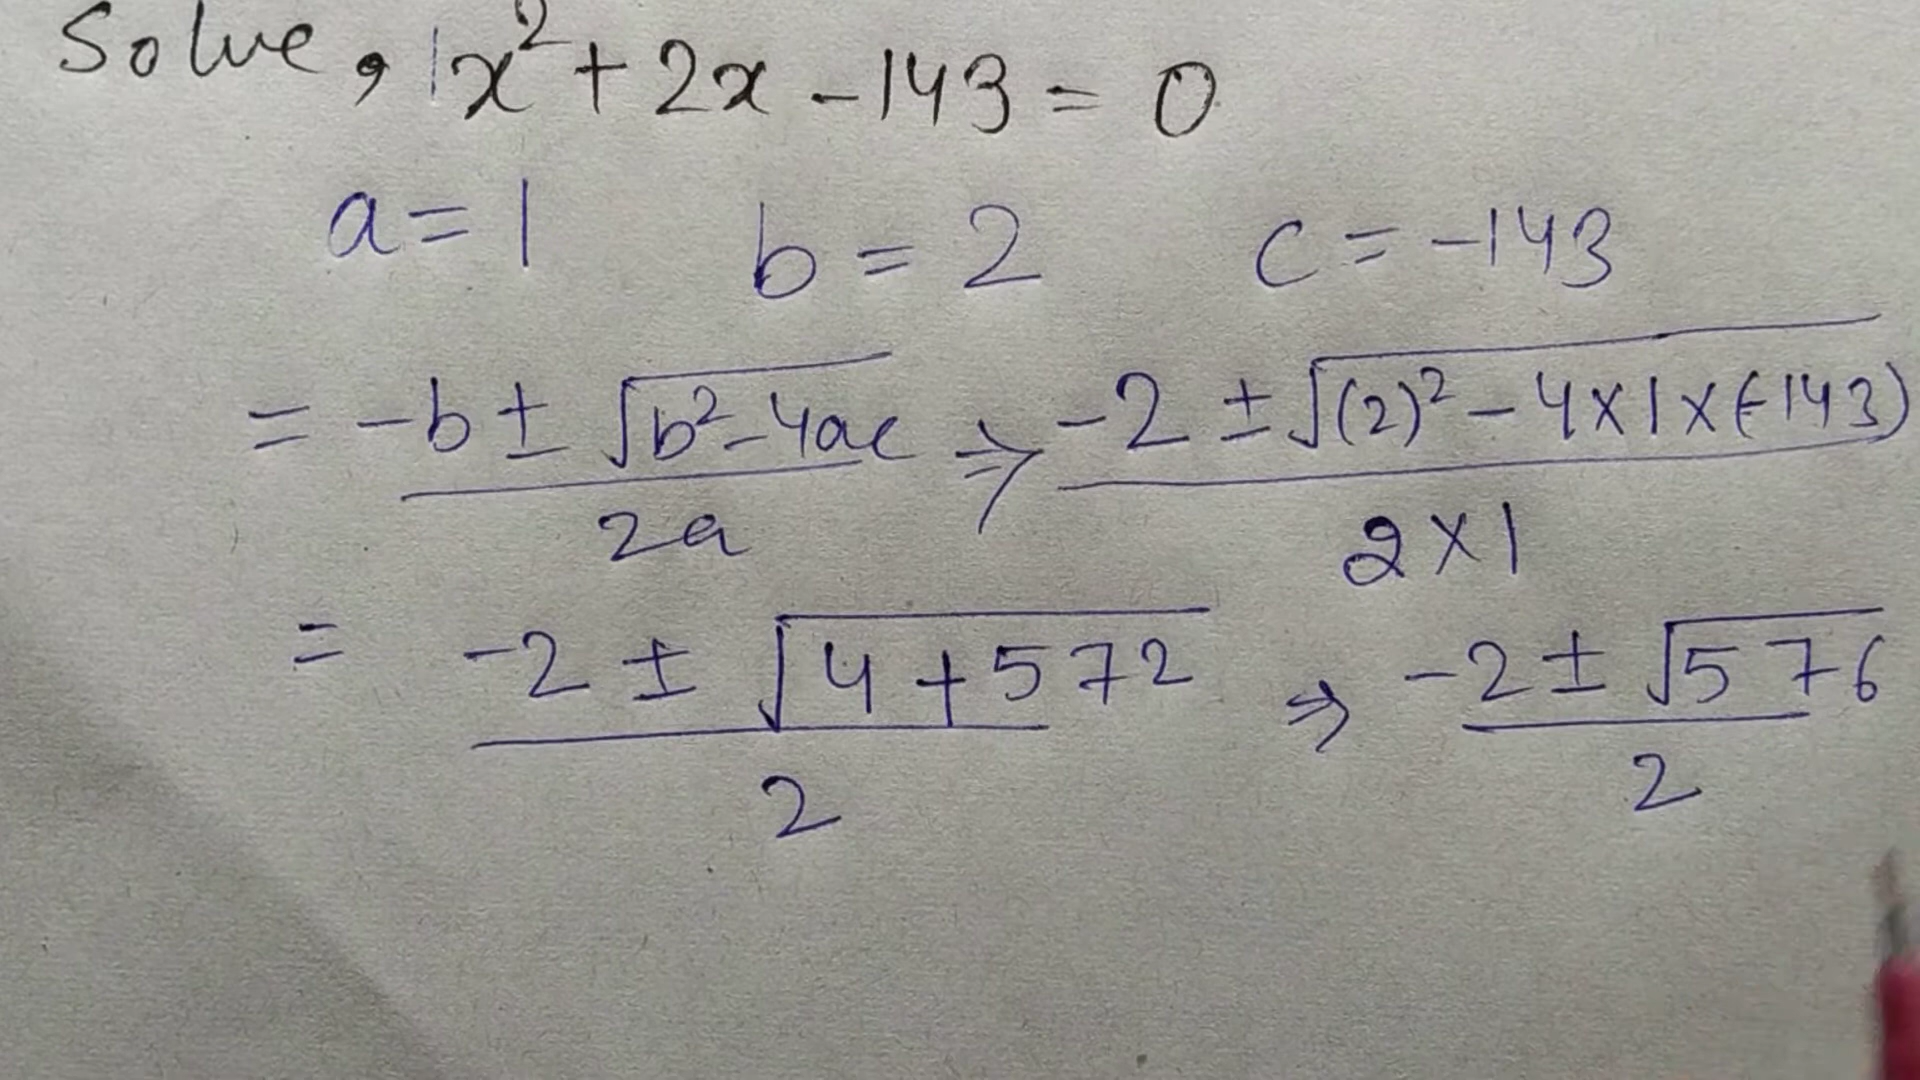 Solve, 1x² + 2x - 143 = 0
a = 1 b = 2 c = -143
= -b ± √b² - 4ac / 2a ⇒ -2 ± √(2)² - 4 × 1 × (-143) / 2 × 1
= -2 ± √4 + 572 / 2 ⇒ -2 ± √576 / 2